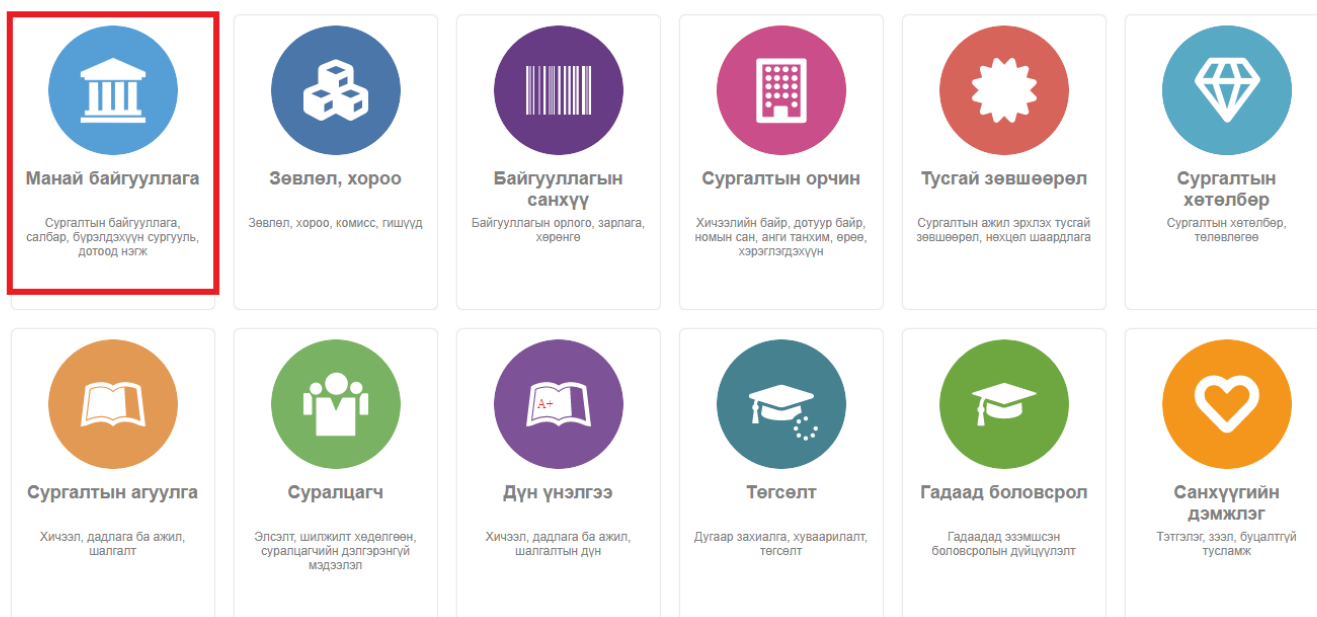 Манай байгууллага
Сургалтын байгууллага,
салбар, бүрэлдэхүүн сургууль,
дотоод нэгж
Зөвлөл, хороо
Зөвлөл, хороо, комисс, гишүүд
Байгууллагын
санхүү
Байгууллагын орлого, зарлага,
хөрөнгө
Сургалтын орчин
Хичээлийн байр, дотуур байр,
номын сан, анги танхим, өрөө,
хэрэглэгдэхүүн
Тусгай зөвшөөрөл
Сургалтын ажил эрхлэх тусгай
зөвшөөрөл, нөхцөл шаардлага
Сургалтын
хөтөлбөр
Сургалтын хөтөлбөр,
төлөвлөгөө
Сургалтын агуулга
Хичээл, дадлага ба ажил,
шалгалт
Суралцагч
Элсэлт, шилжилт хөдөлгөөн,
суралцагчийн дэлгэрэнгүй
мэдээлэл
A+
Дүн үнэлгээ
Хичээл, дадлага ба ажил,
шалгалтын дүн
Төгсөлт
Дугаар захиалга, хуваарилалт,
төгсөлт
Гадаад боловсрол
Гадаадад эзэмшсэн
боловсролын дүйцүүлэлт
Санхүүгийн
дэмжлэг
Тэтгэлэг, зээл, буцалтгүй
тусламж